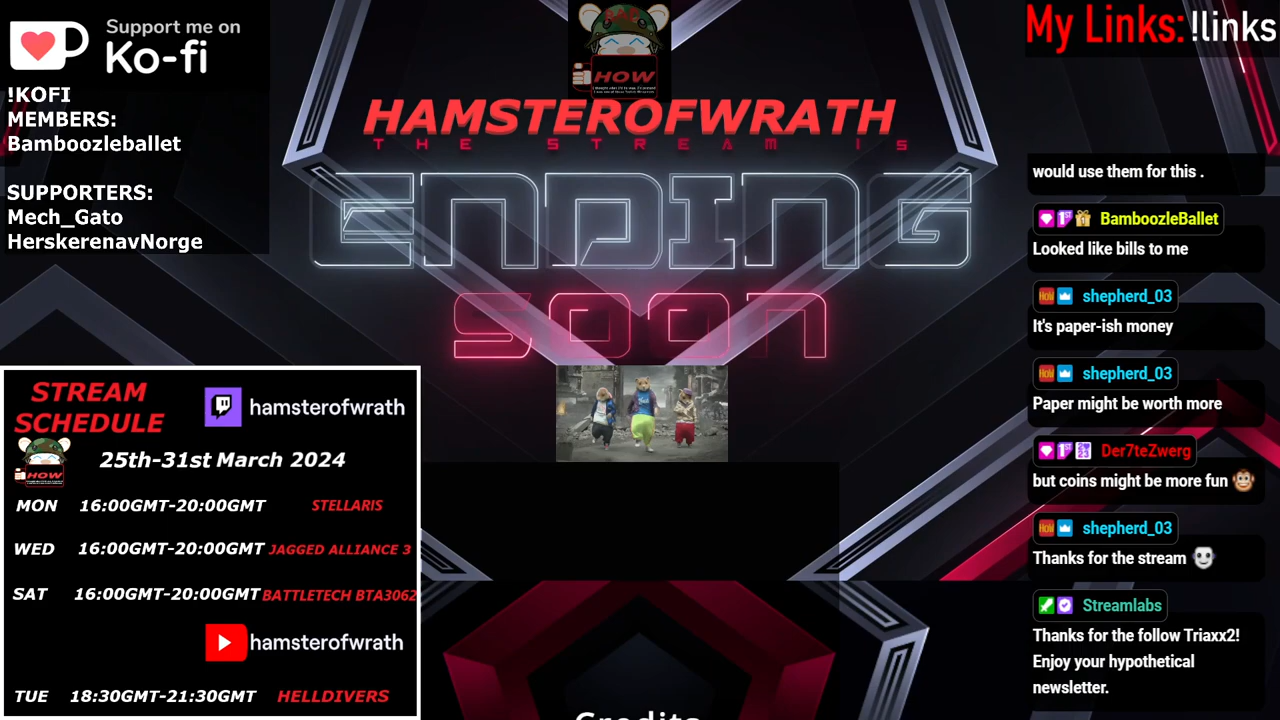 Support me on
Ko-fi
!KOFI
MEMBERS:
Bamboozleballet
SUPPORTERS:
Mech_Gato
HerskerenavNorge
HOW
HAMSTEROFWRATH
THE STREAM IS
ENDING
SOON
My Links: !links
would use them for this .
BamboozleBallet
Looked like bills to me
shepherd_03
It's paper-ish money
shepherd_03
Paper might be worth more
Der7teZwerg
but coins might be more fun
shepherd_03
Thanks for the stream
Streamlabs
Thanks for the follow Triaxx2!
Enjoy your hypothetical
newsletter.
STREAM
SCHEDULE
hamsterofwrath
HOW
25th-31st March 2024
MON 16:00GMT-20:00GMT STELLARIS
WED 16:00GMT-20:00GMT JAGGED ALLIANCE 3
SAT 16:00GMT-20:00GMT BATTLETECH BTA3062
hamsterofwrath
TUE 18:30GMT-21:30GMT HELLDIVERS
Credits